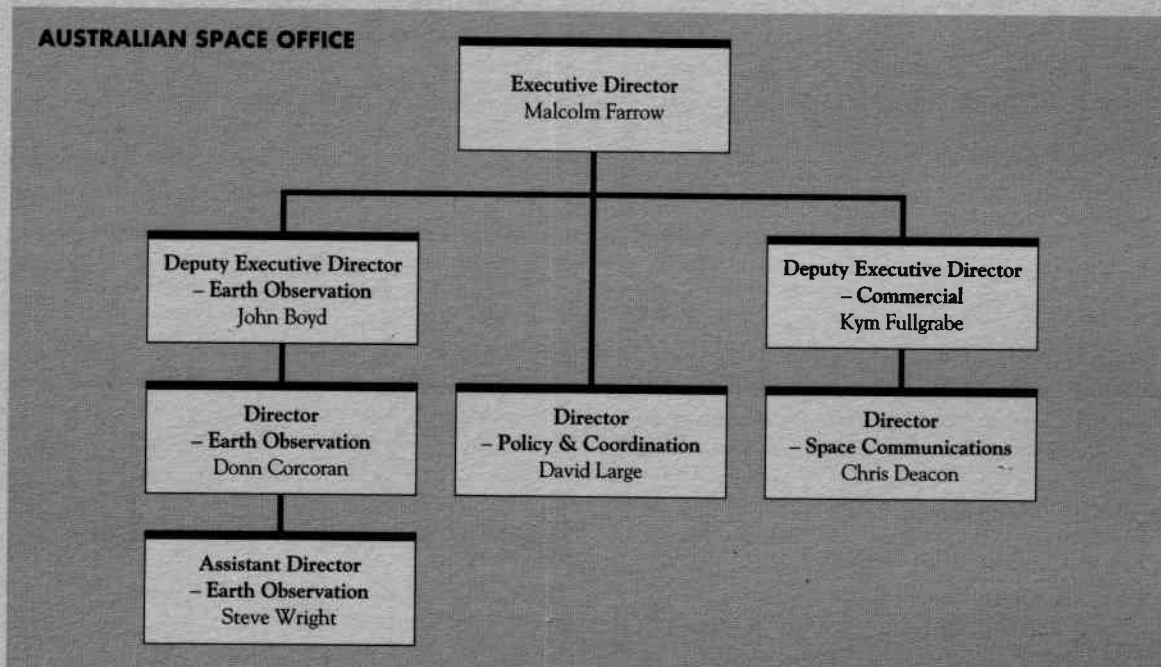 AUSTRALIAN SPACE OFFICE
Executive Director
Malcolm Farrow
Deputy Executive Director
– Earth Observation
John Boyd
Deputy Executive Director
– Commercial
Kym Fullgrabe
Director
– Earth Observation
Donn Corcoran
Director
– Policy & Coordination
David Large
Director
– Space Communications
Chris Deacon
Assistant Director
– Earth Observation
Steve Wright